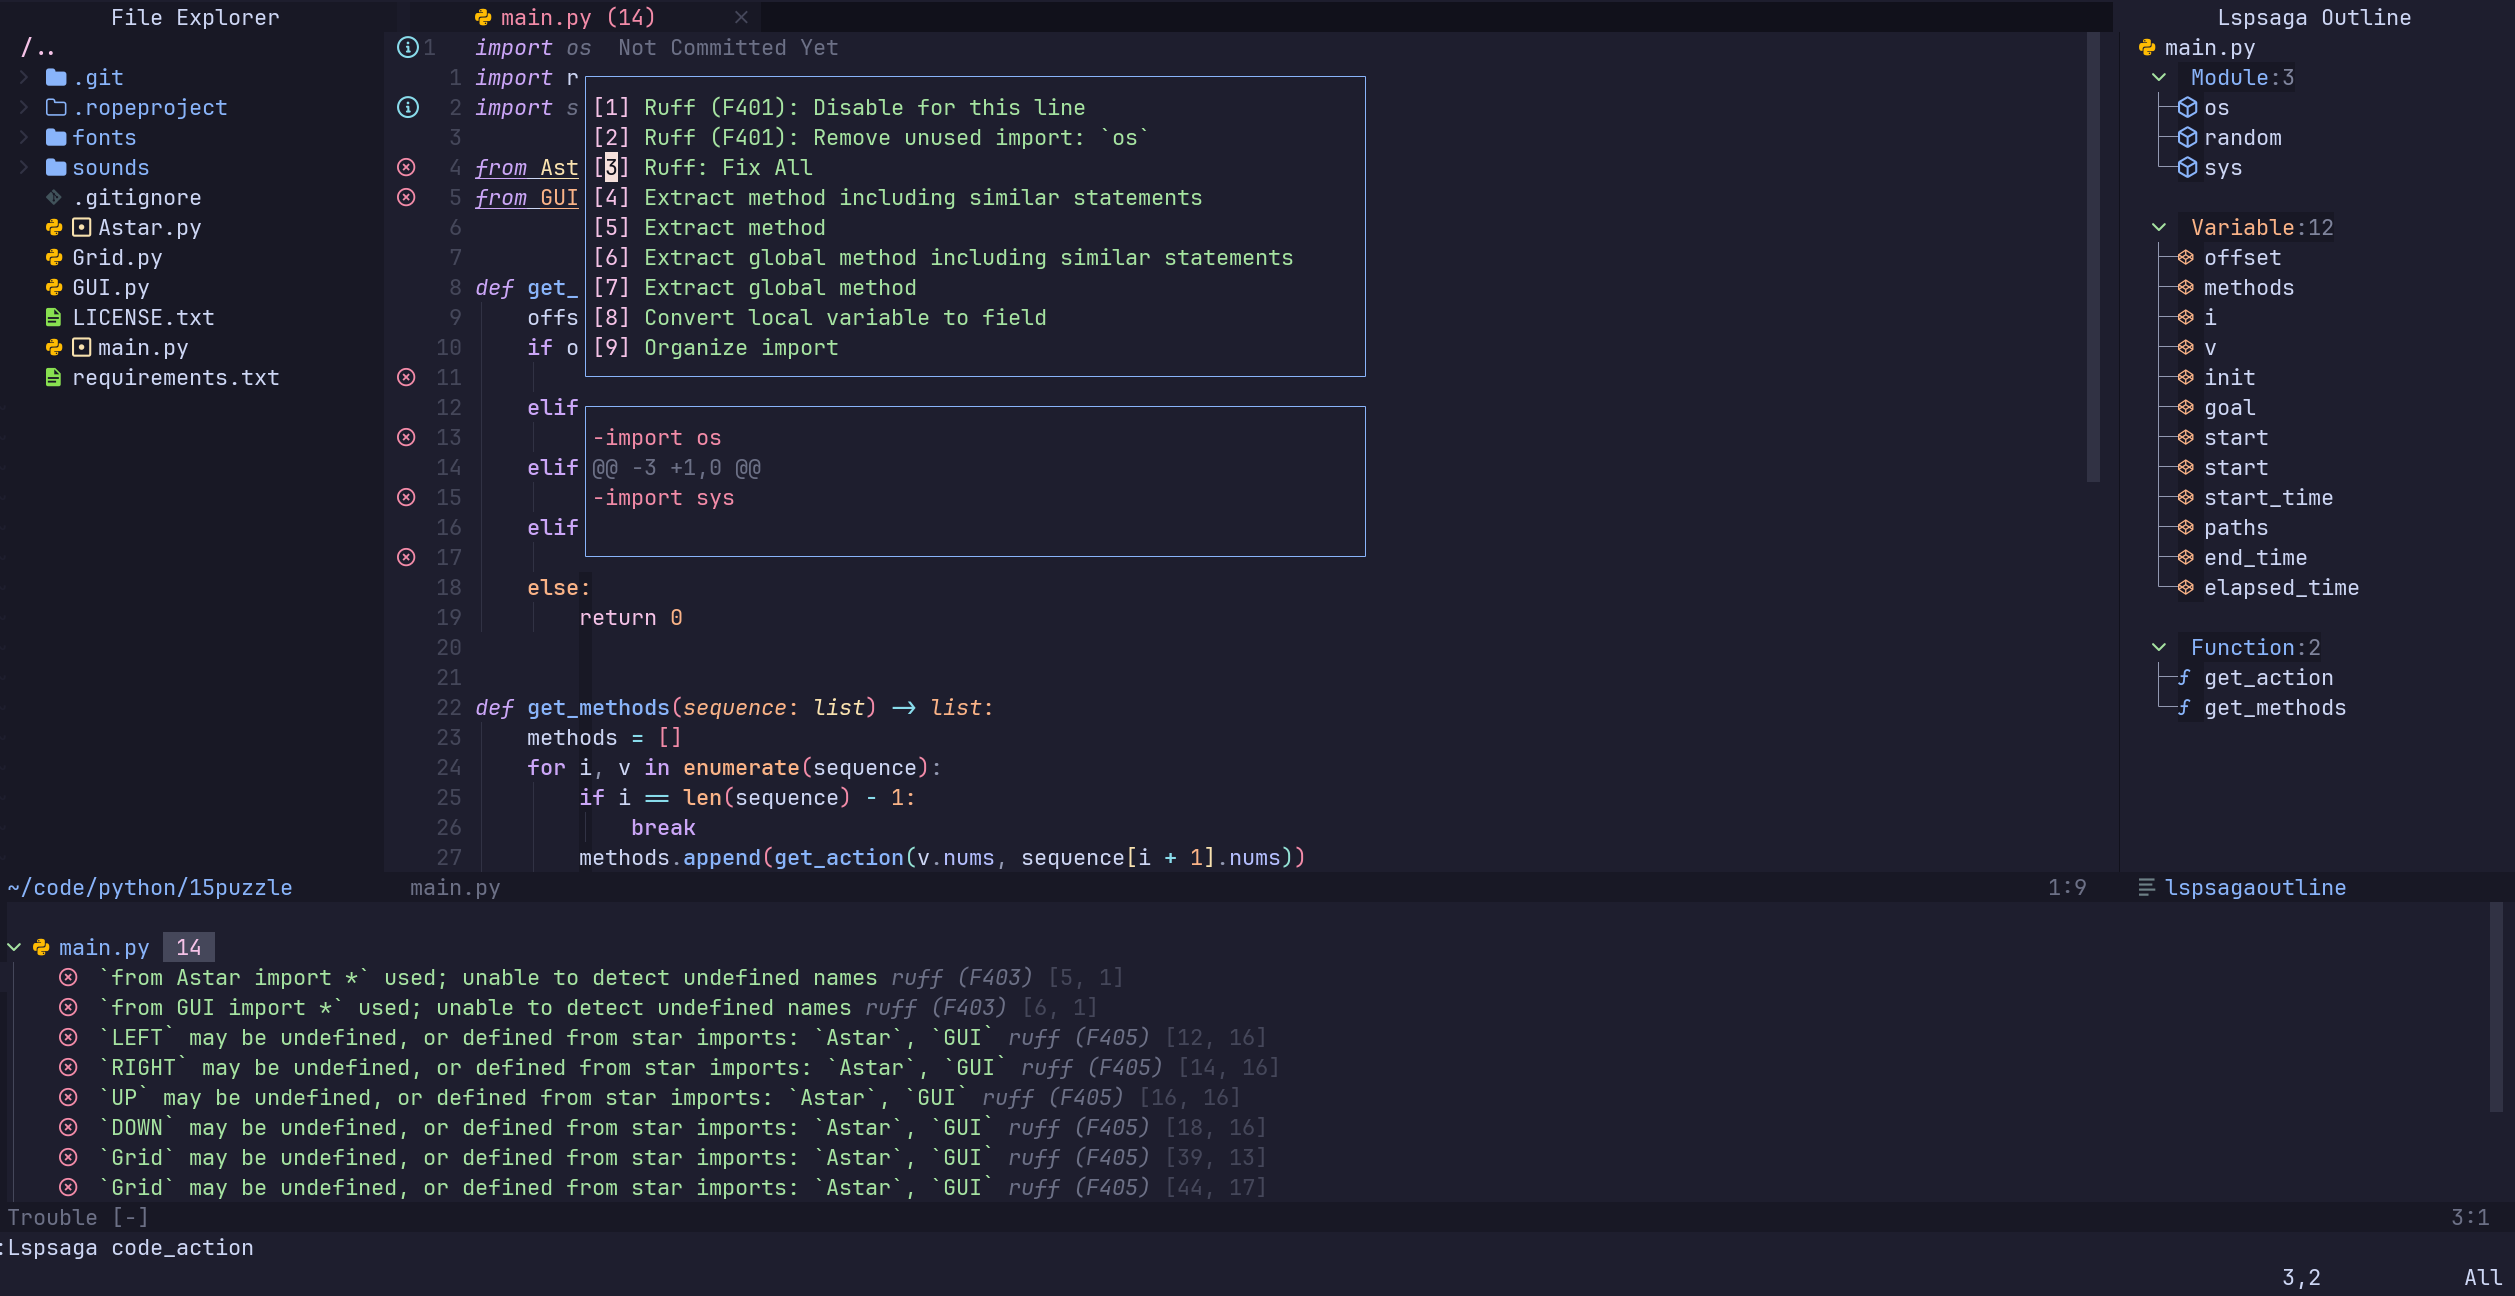 File Explorer
/..
.git
.ropeproject
fonts
sounds
.gitignore
Astar.py
Grid.py
GUI.py
LICENSE.txt
main.py
requirements.txt
~/code/python/15puzzle
main.py (14)
1 import os Not Committed Yet
1 import r
2 import s
3
4 from Ast
5 from GUI
6
7
8 def get_
9 offs
10 if o
11
12 elif
13
14 elif
15
16 elif
17
18 else:
19 return 0
20
21
22 def get_methods(sequence: list) -> list:
23 methods = []
24 for i, v in enumerate(sequence):
25 if i == len(sequence) - 1:
26 break
27 methods.append(get_action(v.nums, sequence[i + 1].nums))
[1] Ruff (F401): Disable for this line
[2] Ruff (F401): Remove unused import: `os`
[3] Ruff: Fix All
[4] Extract method including similar statements
[5] Extract method
[6] Extract global method including similar statements
[7] Extract global method
[8] Convert local variable to field
[9] Organize import
-import os
@@ -3 +1,0 @@
-import sys
main.py 1:9
Lspsaga Outline
main.py
Module:3
os
random
sys
Variable:12
offset
methods
i
v
init
goal
start
start
start_time
paths
end_time
elapsed_time
Function:2
get_action
get_methods
lspsagaoutline
main.py 14
`from Astar import *` used; unable to detect undefined names ruff (F403) [5, 1]
`from GUI import *` used; unable to detect undefined names ruff (F403) [6, 1]
`LEFT` may be undefined, or defined from star imports: `Astar`, `GUI` ruff (F405) [12, 16]
`RIGHT` may be undefined, or defined from star imports: `Astar`, `GUI` ruff (F405) [14, 16]
`UP` may be undefined, or defined from star imports: `Astar`, `GUI` ruff (F405) [16, 16]
`DOWN` may be undefined, or defined from star imports: `Astar`, `GUI` ruff (F405) [18, 16]
`Grid` may be undefined, or defined from star imports: `Astar`, `GUI` ruff (F405) [39, 13]
`Grid` may be undefined, or defined from star imports: `Astar`, `GUI` ruff (F405) [44, 17]
Trouble [-] 3:1
:Lspsaga code_action
3,2 All